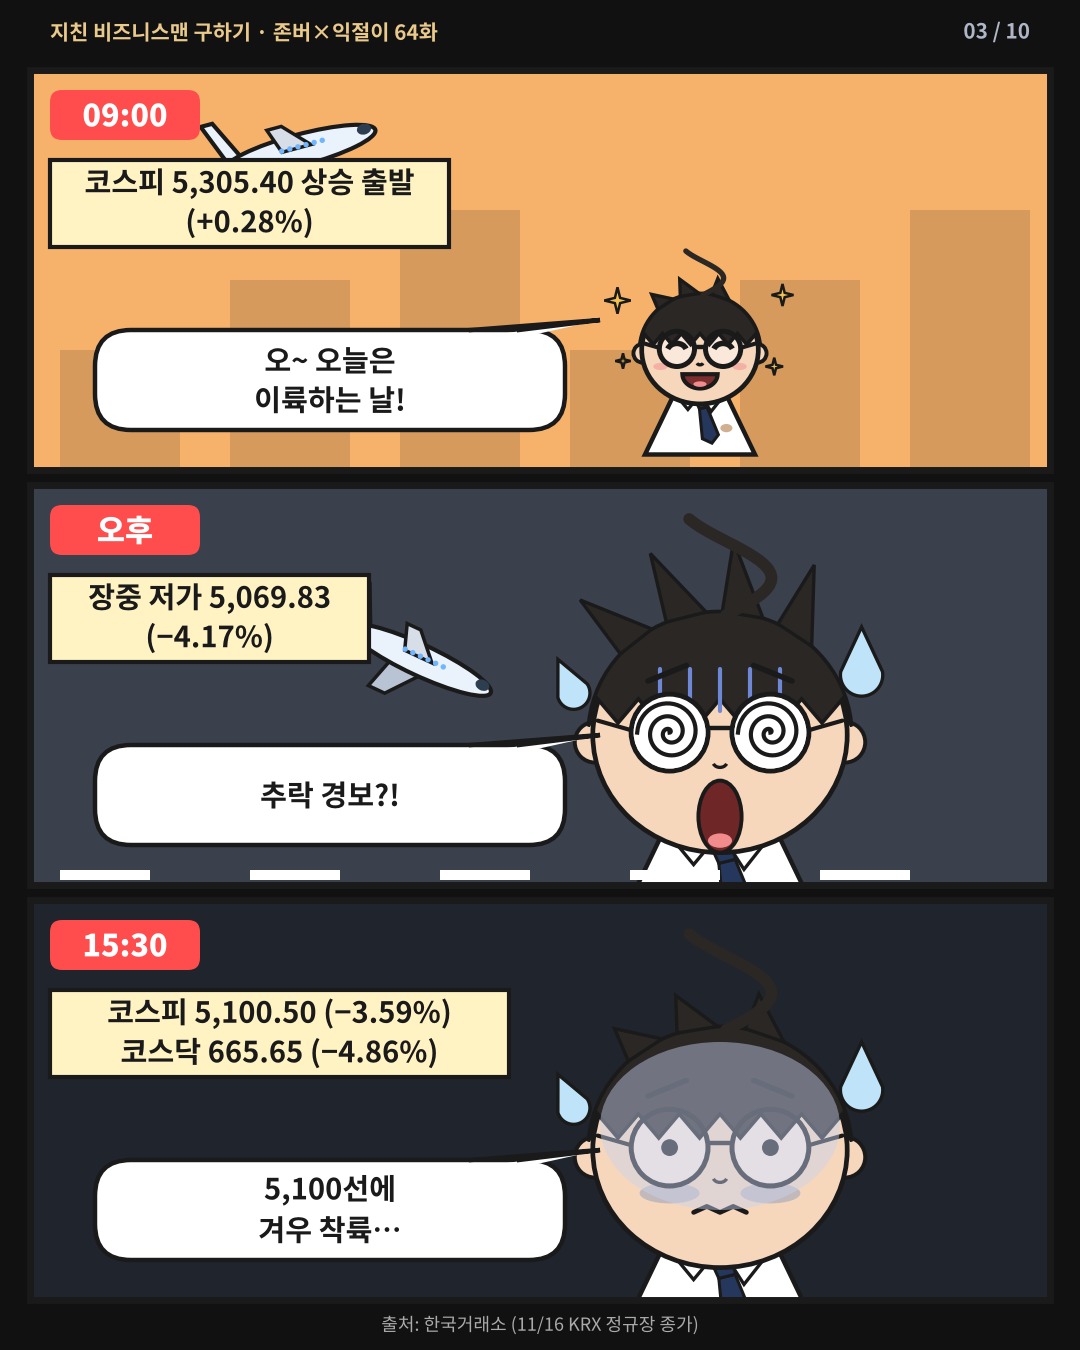 지친 비즈니스맨 구하기 · 존버×익절이 64화
03 / 10
09:00
코스피 5,305.40 상승 출발
(+0.28%)
오~ 오늘은
이륙하는 날!
오후
장중 저가 5,069.83
(−4.17%)
추락 경보?!
15:30
코스피 5,100.50 (−3.59%)
코스닥 665.65 (−4.86%)
5,100선에
겨우 착륙⋯
출처: 한국거래소 (11/16 KRX 정규장 종가)